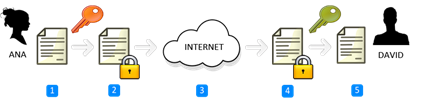 INTERNET
ANA
DAVID
1 2 3 4 5